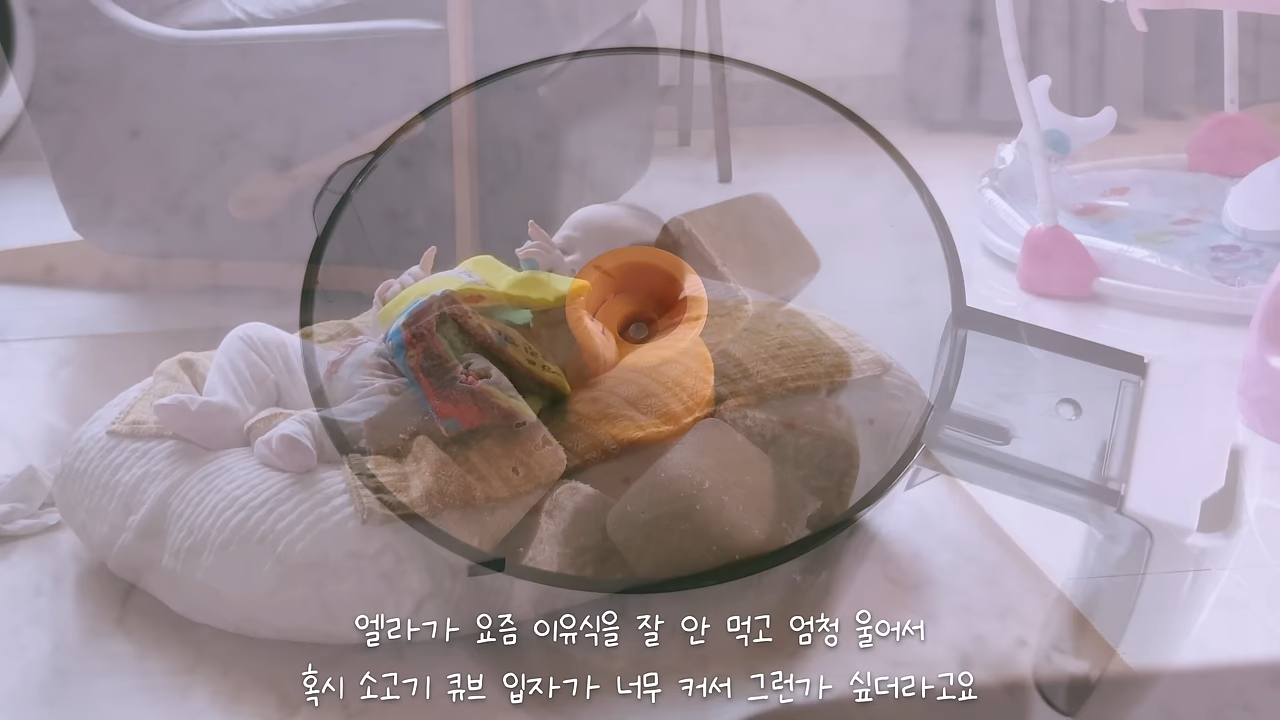 엘라가 요즘 이유식을 잘 안 먹고 엄청 울어서
혹시 소고기 큐브 입자가 너무 커서 그런가 싶더라고요